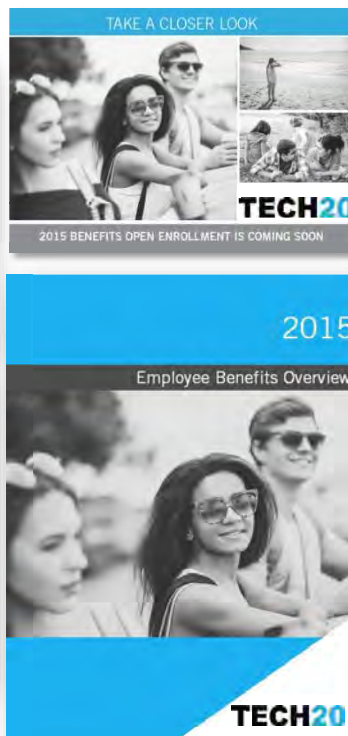 TAKE A CLOSER LOOK
TECH20
2015 BENEFITS OPEN ENROLLMENT IS COMING SOON
2015
Employee Benefits Overview
TECH20